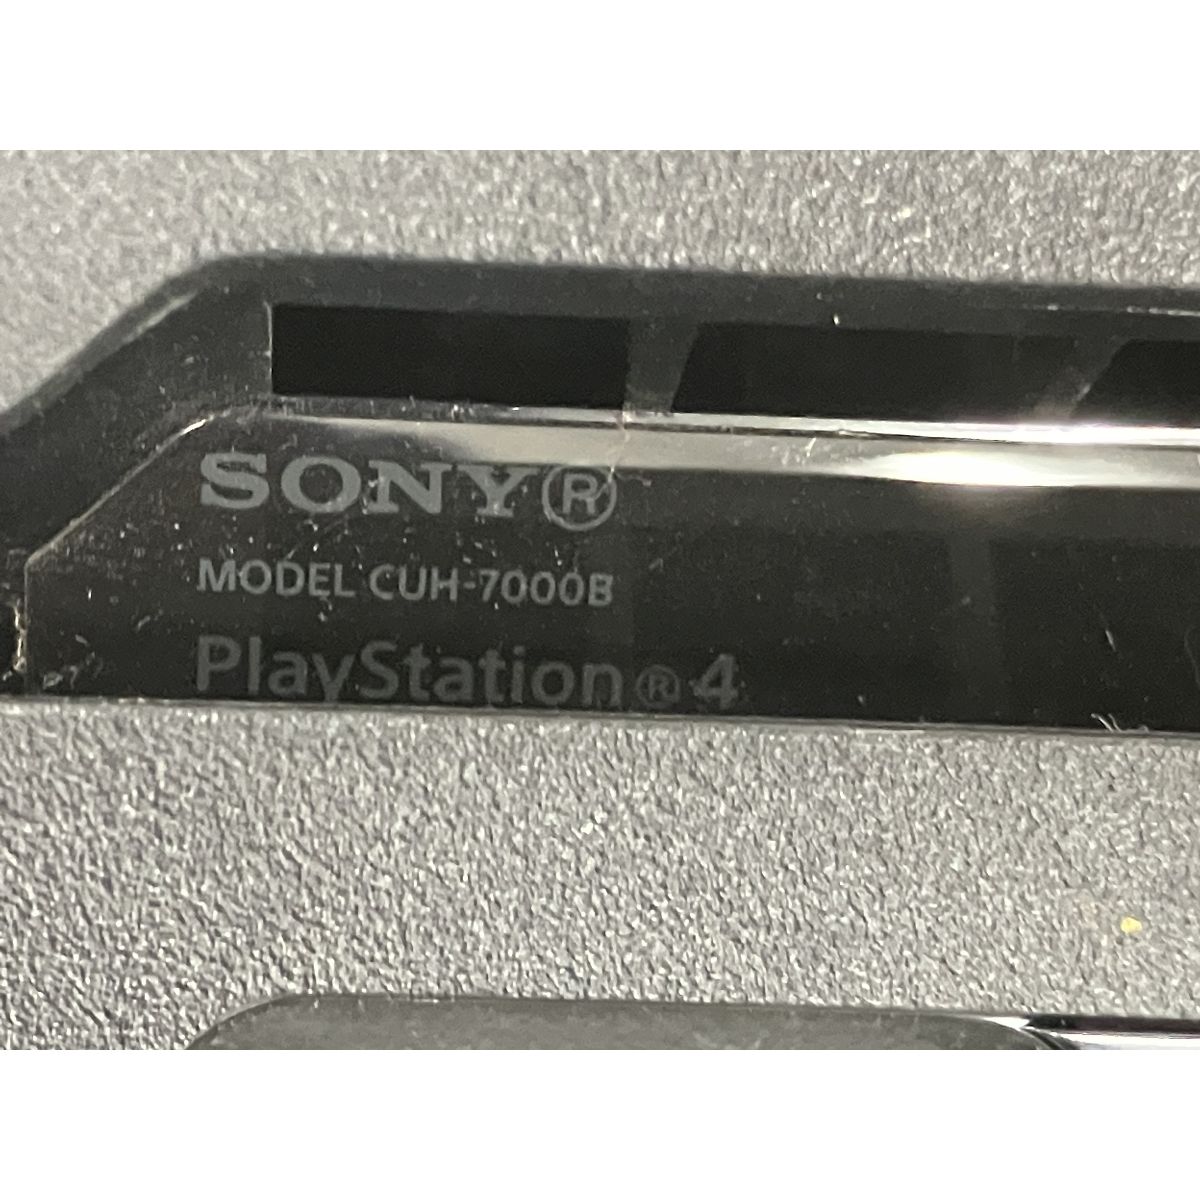 SONY®
MODEL CUH-7000B
PlayStation®4